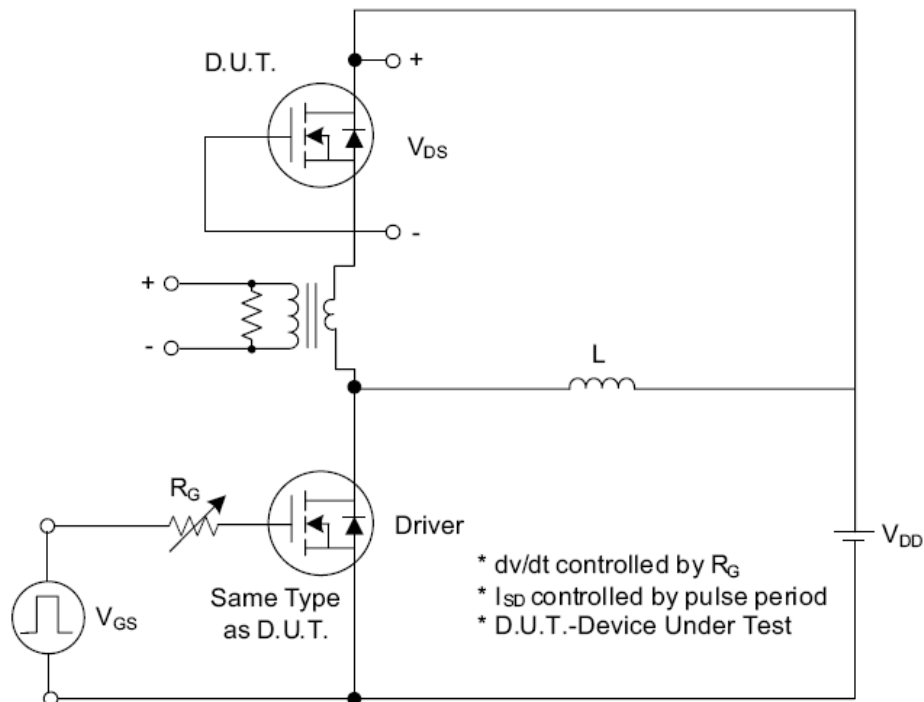 D.U.T.
+
V_DS
-
+
-
L
R_G
Driver
V_GS
Same Type
as D.U.T.
V_DD
* dv/dt controlled by R_G
* I_SD controlled by pulse period
* D.U.T.-Device Under Test